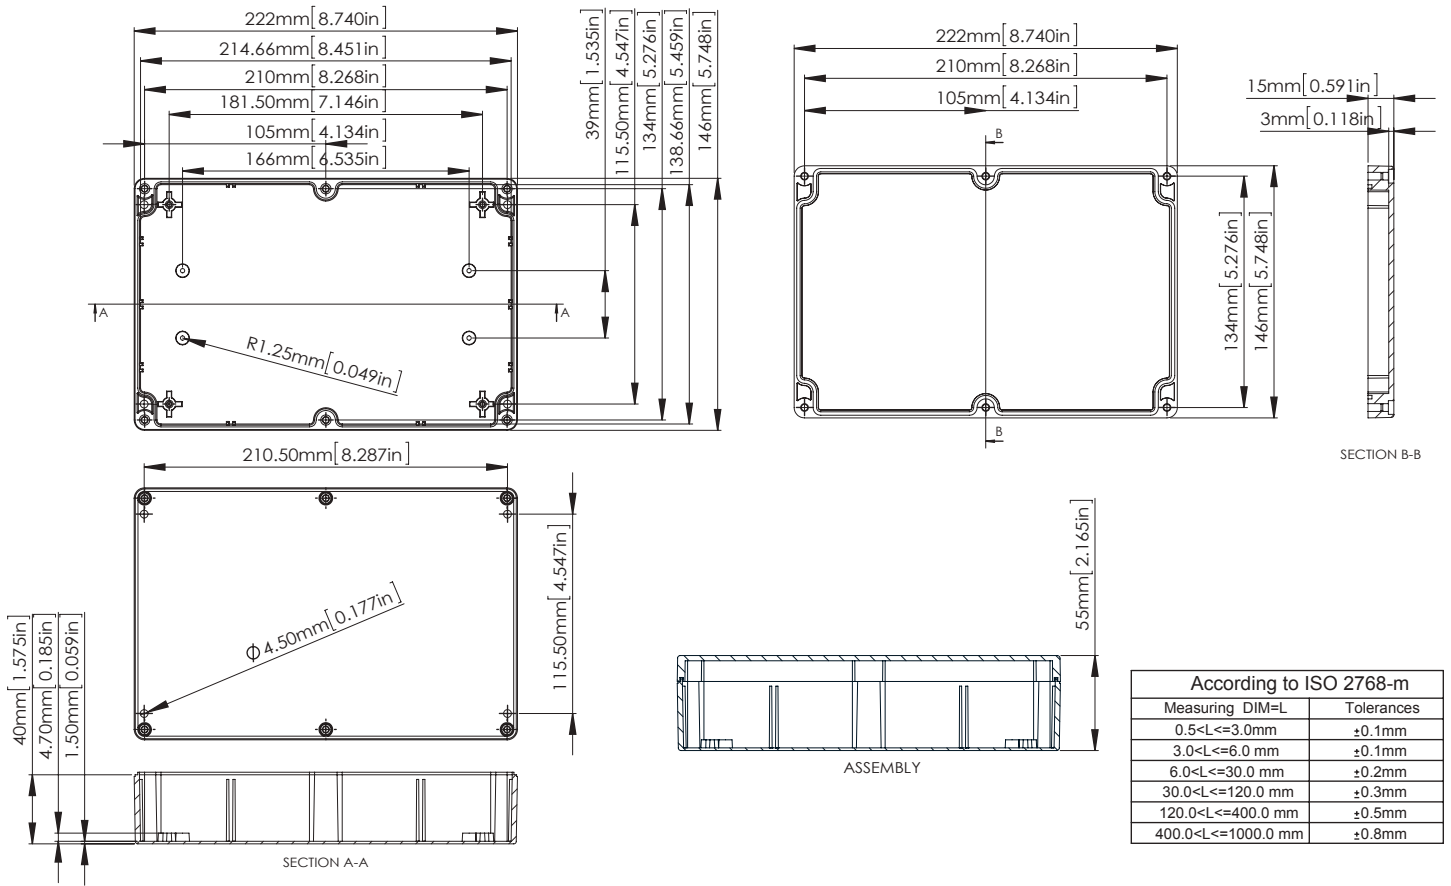 222mm[8.740in]
214.66mm[8.451in]
210mm[8.268in]
181.50mm[7.146in]
105mm[4.134in]
166mm[6.535in]
39mm[1.535in]
115.50mm[4.547in]
134mm[5.276in]
138.66mm[5.459in]
146mm[5.748in]
A
A
R1.25mm[0.049in]
222mm[8.740in]
210mm[8.268in]
105mm[4.134in]
B
B
134mm[5.276in]
146mm[5.748in]
15mm[0.591in]
3mm[0.118in]
SECTION B-B
210.50mm[8.287in]
Φ4.50mm[0.177in]
115.50mm[4.547in]
40mm[1.575in]
4.70mm[0.185in]
1.50mm[0.059in]
SECTION A-A
55mm[2.165in]
ASSEMBLY
According to ISO 2768-m
Measuring DIM=L Tolerances
0.5<L<=3.0mm ±0.1mm
3.0<L<=6.0 mm ±0.1mm
6.0<L<=30.0 mm ±0.2mm
30.0<L<=120.0 mm ±0.3mm
120.0<L<=400.0 mm ±0.5mm
400.0<L<=1000.0 mm ±0.8mm